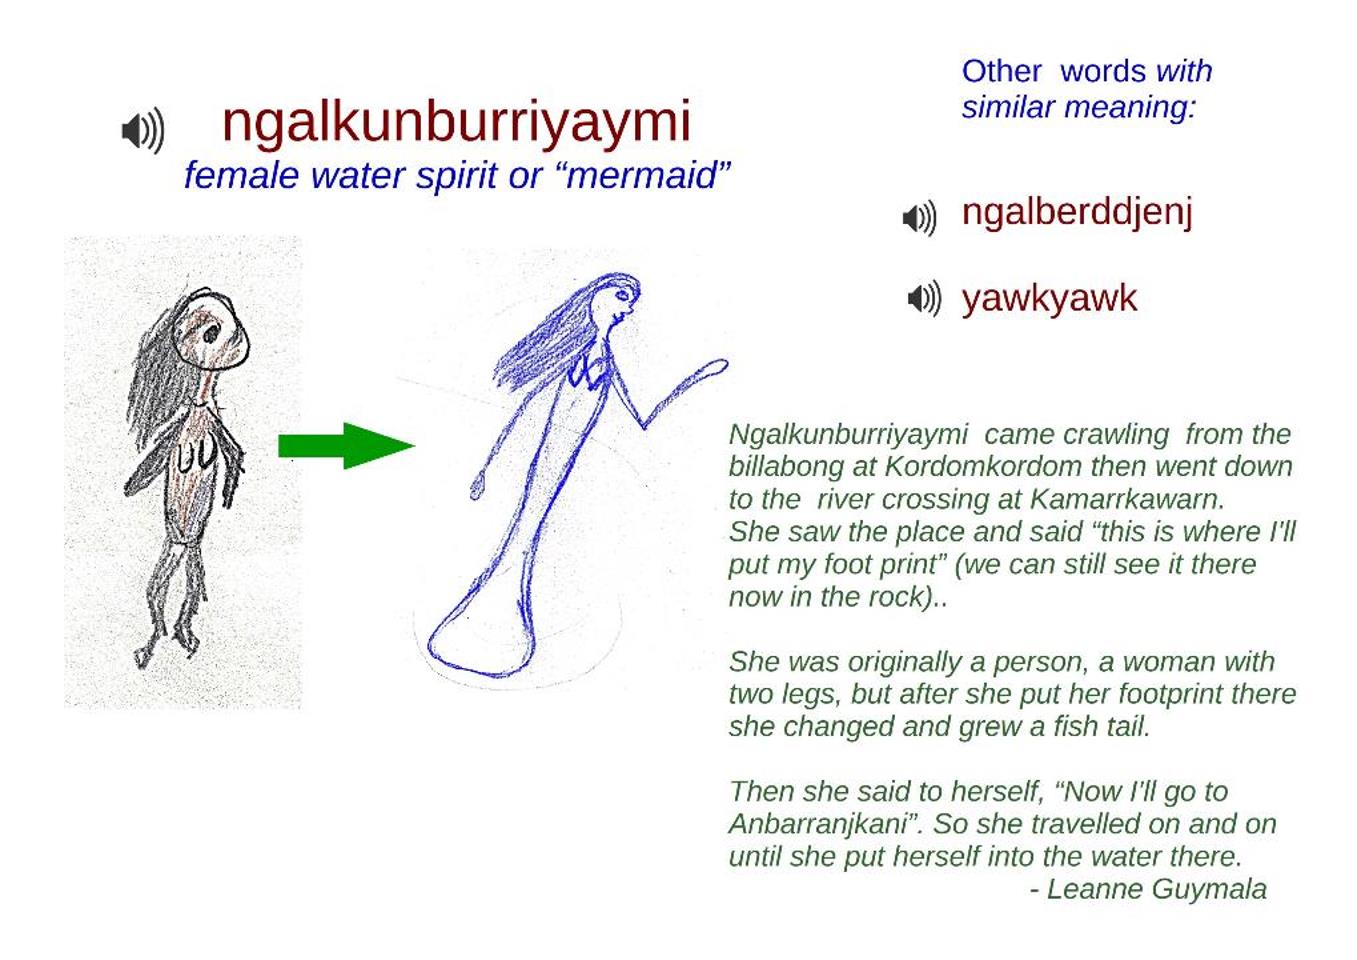 ngalkunburriyaymi
female water spirit or “mermaid”
Other words with
similar meaning:
ngalberddjenj
yawkyawk
Ngalkunburriyaymi came crawling from the
billabong at Kordomkordom then went down
to the river crossing at Kamarrkawarn.
She saw the place and said “this is where I’ll
put my foot print” (we can still see it there
now in the rock)..
She was originally a person, a woman with
two legs, but after she put her footprint there
she changed and grew a fish tail.
Then she said to herself, “Now I’ll go to
Anbarranjkani”. So she travelled on and on
until she put herself into the water there.
- Leanne Guymala